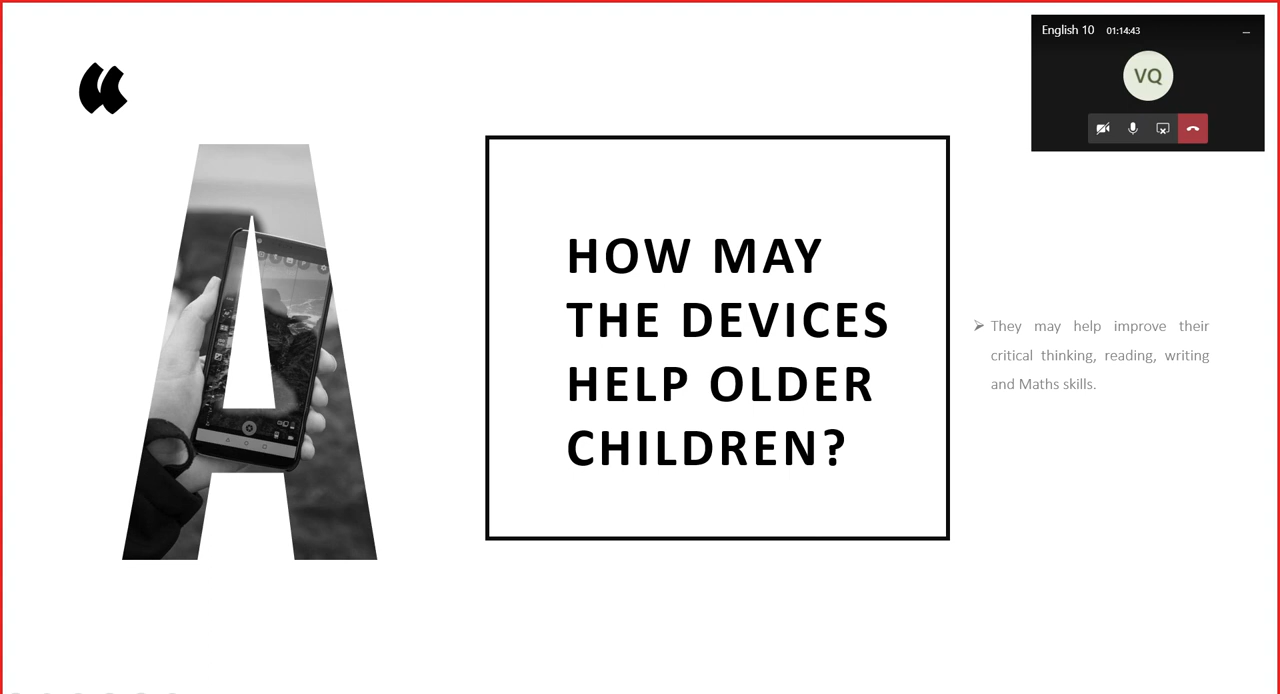 English 10 01:14:43
VQ
“
A
HOW MAY
THE DEVICES
HELP OLDER
CHILDREN?
They may help improve their
critical thinking, reading, writing
and Maths skills.